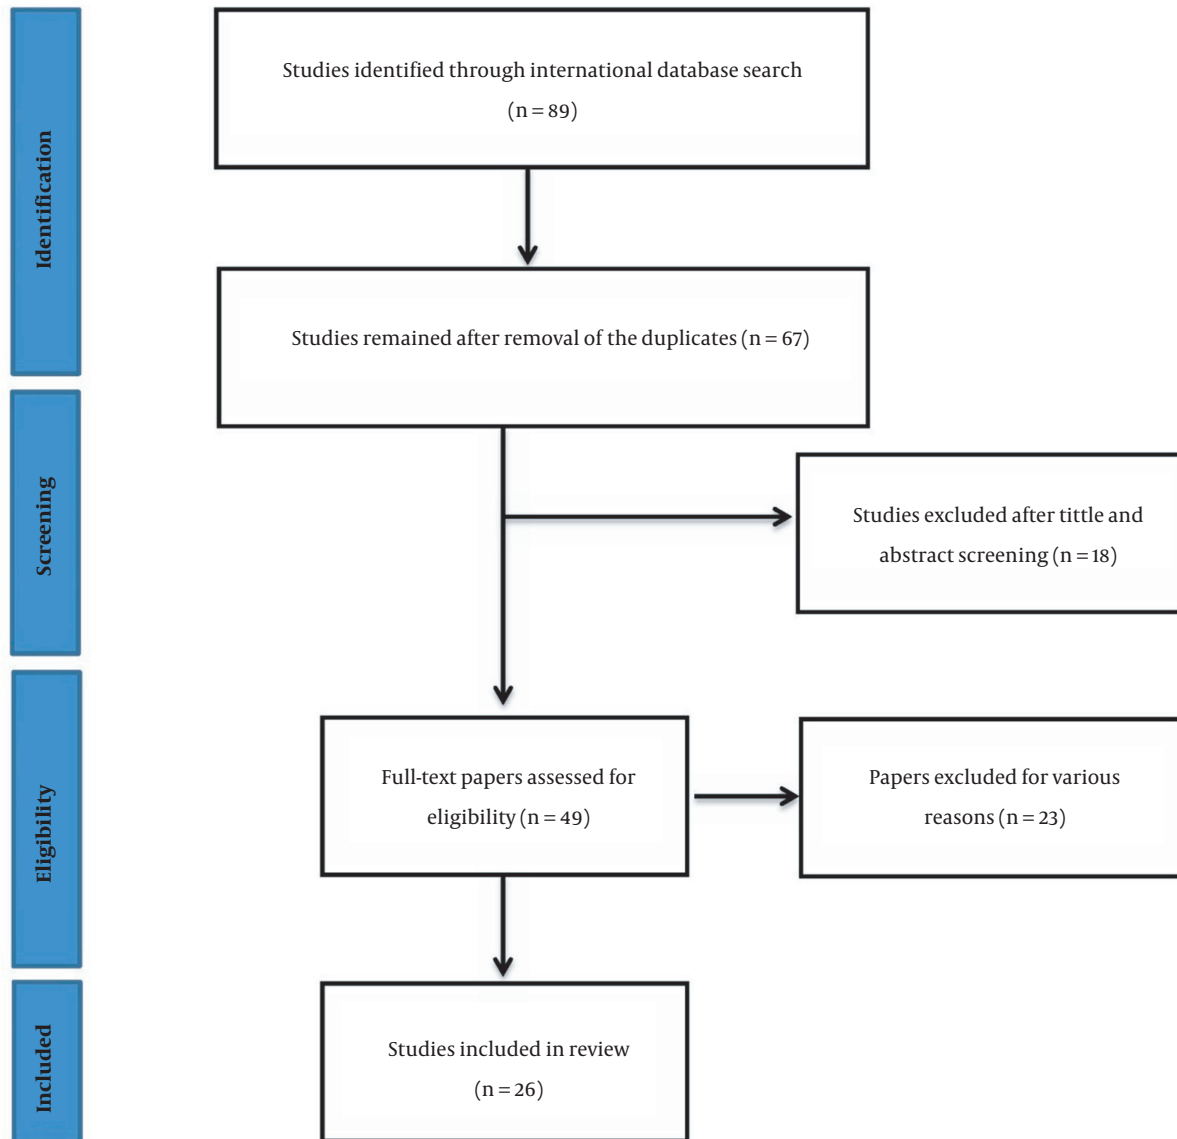 Identification
Studies identified through international database search
(n = 89)
Studies remained after removal of the duplicates (n = 67)
Screening
Studies excluded after tittle and
abstract screening (n = 18)
Eligibility
Full-text papers assessed for
eligibility (n = 49)
Papers excluded for various
reasons (n = 23)
Included
Studies included in review
(n = 26)